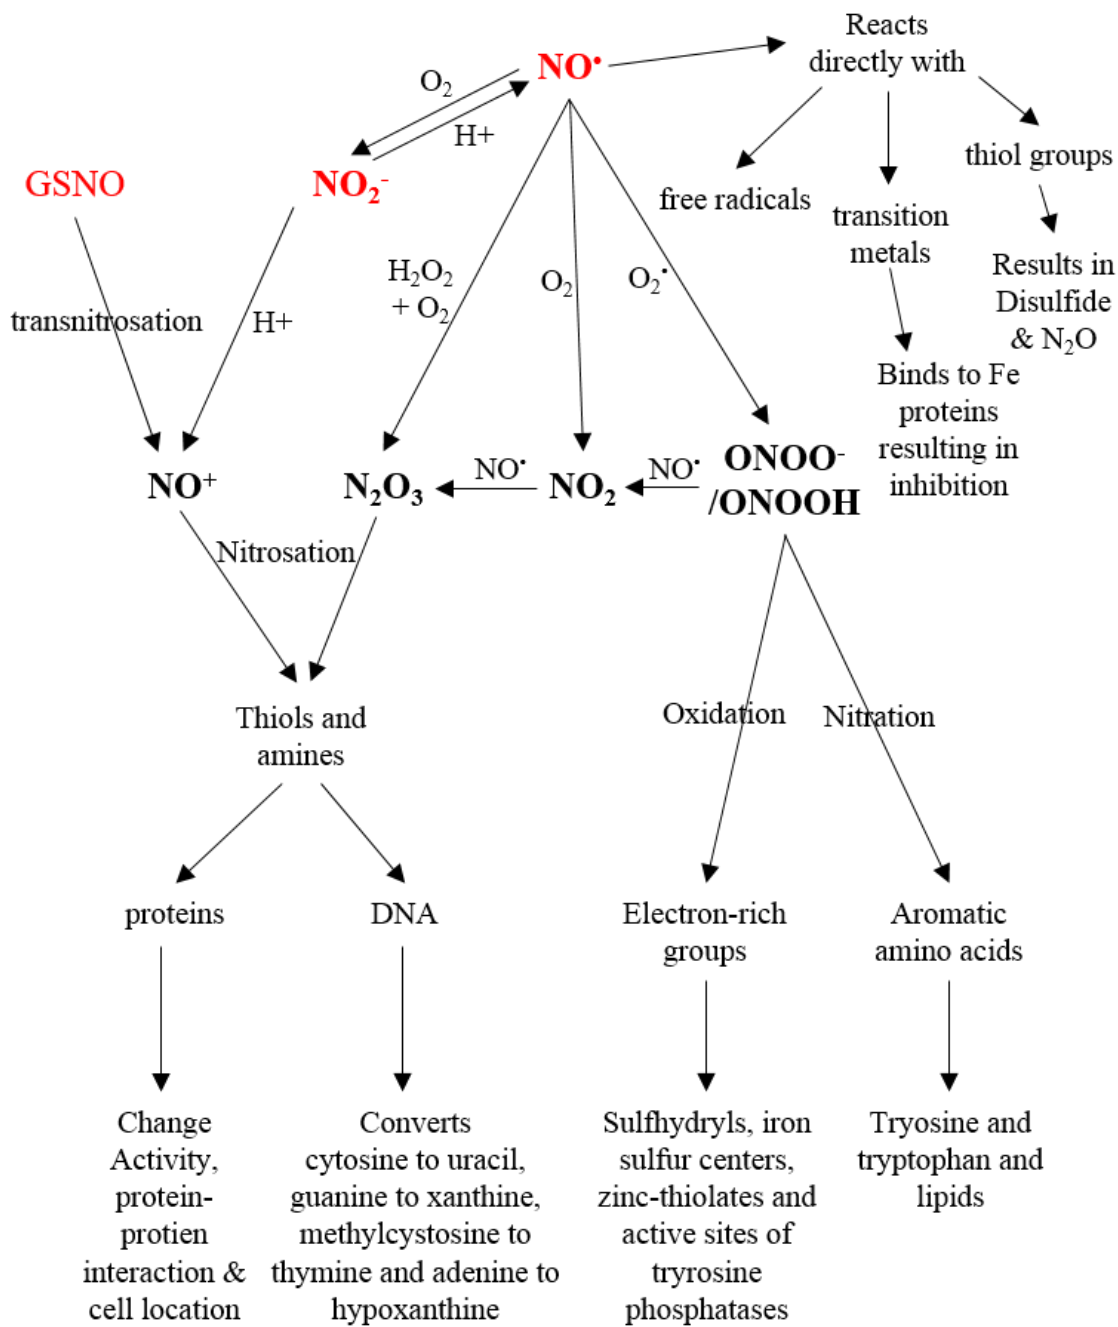 Reacts
directly with
NO•
O₂
H+
GSNO
NO₂⁻
free radicals
transition
metals
thiol groups
Results in
Disulfide
& N₂O
transnitrosation
H+
H₂O₂
+ O₂
O₂
O₂•
Binds to Fe
proteins
resulting in
inhibition
NO⁺
N₂O₃
NO•
NO₂
NO•
ONOO⁻
/ONOOH
Nitrosation
Thiols and
amines
Oxidation
Nitration
proteins
DNA
Electron-rich
groups
Aromatic
amino acids
Change
Activity,
protein-
protien
interaction &
cell location
Converts
cytosine to uracil,
guanine to xanthine,
methylcystosine to
thymine and adenine to
hypoxanthine
Sulfhydryls, iron
sulfur centers,
zinc-thiolates and
active sites of
tryrosine
phosphatases
Tryosine and
tryptophan and
lipids